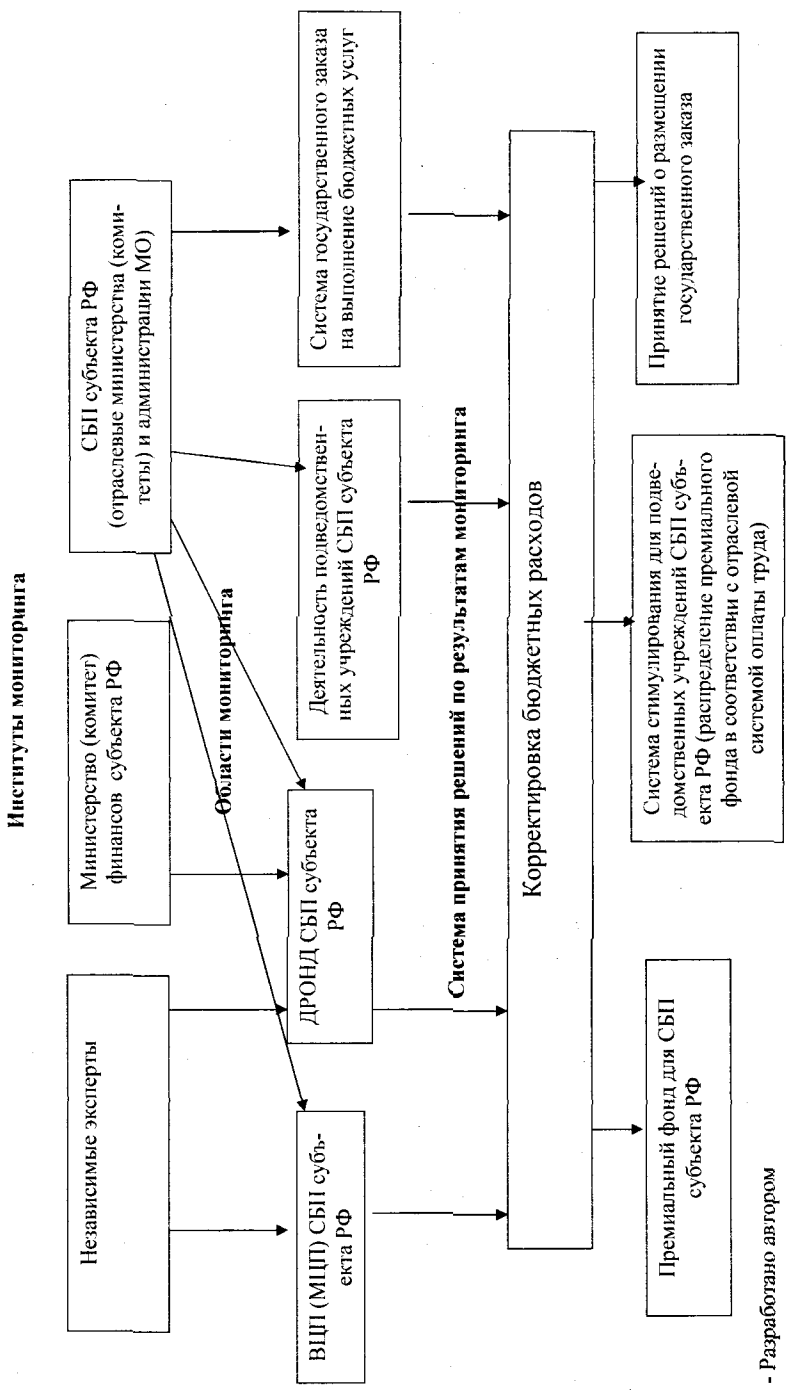 Институты мониторинга
Независимые эксперты
Министерство (комитет)
финансов субъекта РФ
СБП субъекта РФ
(отраслевые министерства (коми-
теты) и администрации МО)
Области мониторинга
ВЦП (МЦП) СБП субъ-
екта РФ
ДРОНД СБП субъекта
РФ
Деятельность подведомствен-
ных учреждений СБП субъекта
РФ
Система государственного заказа
на выполнение бюджетных услуг
Система принятия решений по результатам мониторинга
Корректировка бюджетных расходов
Премиальный фонд для СБП
субъекта РФ
Система стимулирования для подве-
домственных учреждений СБП субъ-
екта РФ (распределение премиального
фонда в соответствии с отраслевой
системой оплаты труда)
Принятие решений о размещении
государственного заказа
- Разработано автором